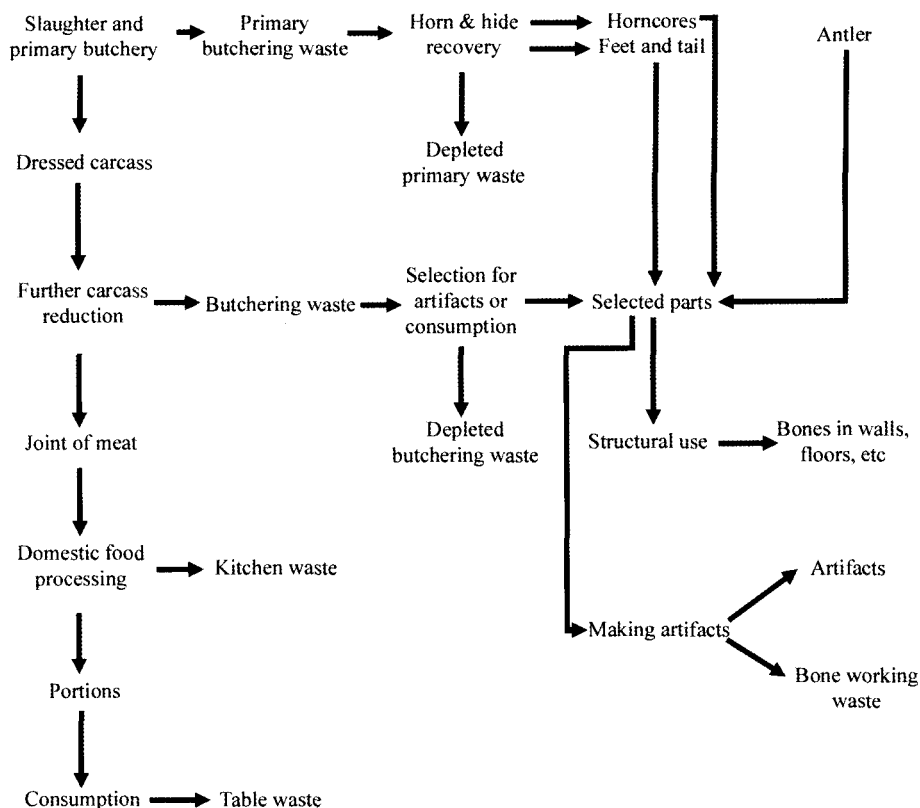 Slaughter and
primary butchery
Primary
butchering waste
Horn & hide
recovery
Horncores
Feet and tail
Antler
Dressed carcass
Depleted
primary waste
Further carcass
reduction
Butchering waste
Selection for
artifacts or
consumption
Selected parts
Joint of meat
Depleted
butchering waste
Structural use
Bones in walls,
floors, etc
Domestic food
processing
Kitchen waste
Artifacts
Making artifacts
Portions
Bone working
waste
Consumption
Table waste